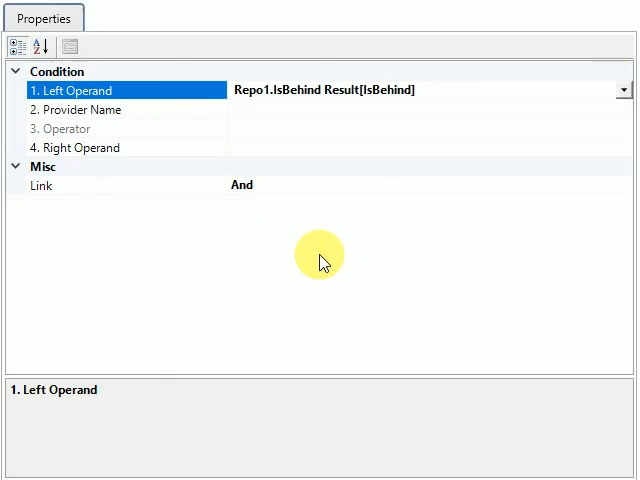 Properties
Condition
1. Left Operand Repo1.IsBehind Result[IsBehind]
2. Provider Name
3. Operator
4. Right Operand
Misc
Link And
1. Left Operand